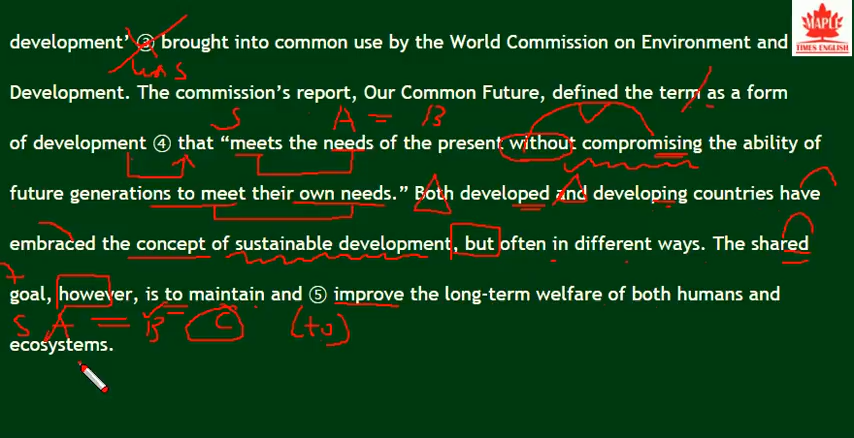 development’ ③ brought into common use by the World Commission on Environment and
was
MAPLE
TIMES ENGLISH
Development. The commission’s report, Our Common Future, defined the term as a form
S A = B
of development ④ that “meets the needs of the present without compromising the ability of
future generations to meet their own needs.” Both developed and developing countries have
embraced the concept of sustainable development, but often in different ways. The shared
goal, however, is to maintain and ⑤ improve the long-term welfare of both humans and
S A = B C (to)
ecosystems.